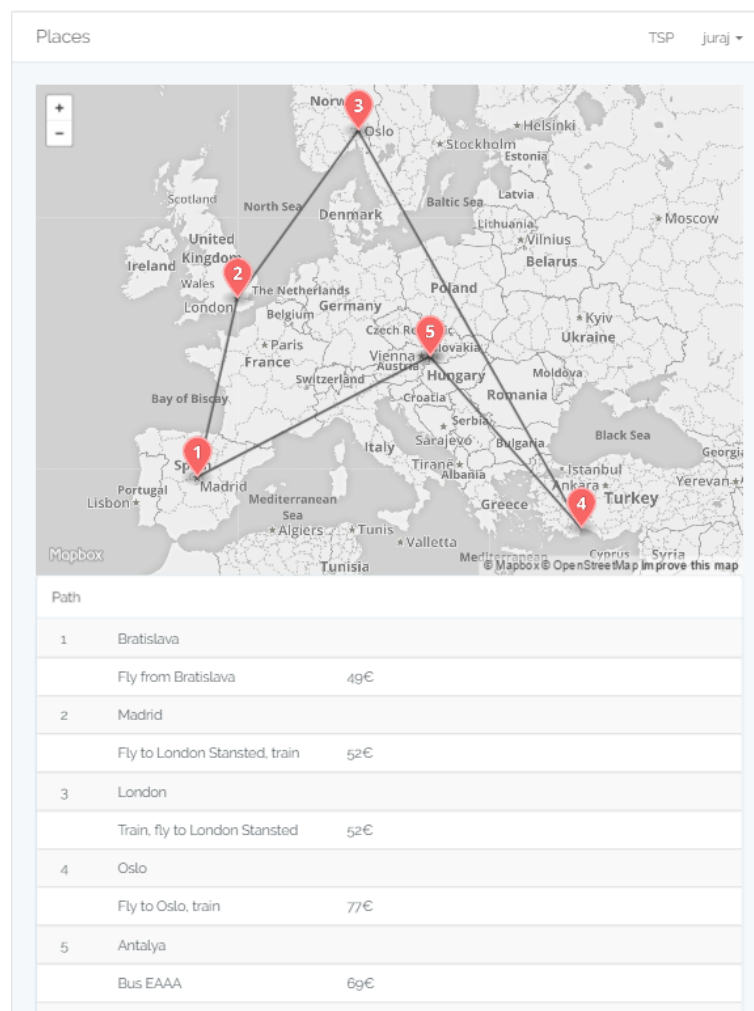 Places TSP juraj
+
−
3
Norw
Oslo
Helsinki
Stockholm
Estonia
Scotland
North Sea
Denmark
Baltic Sea
Latvia
Lithuania
Moscow
United
Kingdom
Vilnius
Belarus
Ireland
2
Wales
The Netherlands
London
Belgium
Germany
Poland
Kyiv
Ukraine
5
Paris
France
Czech Re
Slovakia
Vienna
Austria
Switzerland
Hungary
Moldova
Bay of Biscay
Croatia
Romania
Serbia
1
Sp
Italy
Sarajevo
Bulgaria
Black Sea
Georgi
Madrid
Portugal
Lisbon
Mediterranean
Sea
Tirane
Albania
Istanbul
Ankara
Yerevan
4
Turkey
Greece
Algiers
Tunis
Valletta
Mapbox
Tunisia
Mediterranean
Cyprus
Syria
© Mapbox © OpenStreetMap Improve this map
Path
1 Bratislava
Fly from Bratislava 49€
2 Madrid
Fly to London Stansted, train 52€
3 London
Train, fly to London Stansted 52€
4 Oslo
Fly to Oslo, train 77€
5 Antalya
Bus EAAA 69€